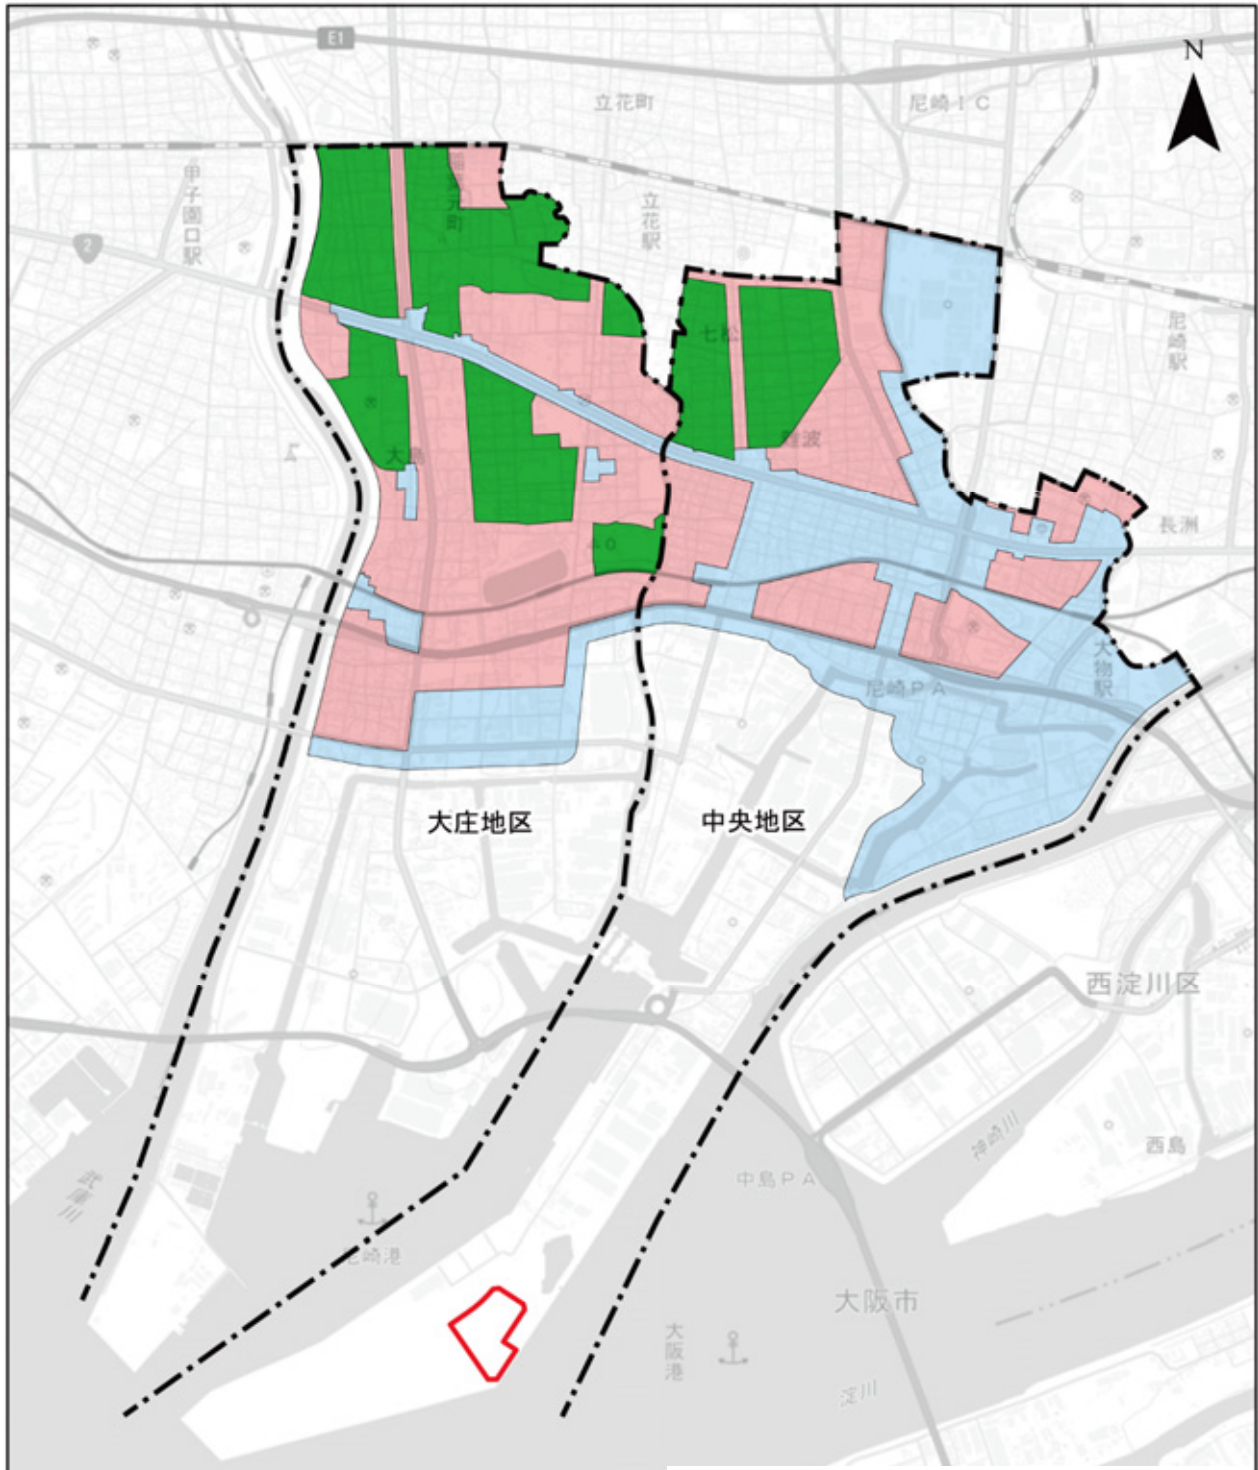 E1
N
立花町
尼崎IC
甲子園口駅
立花駅
2
七松
尼崎駅
難波
大島
長洲
大物駅
尼崎PA
大庄地区
中央地区
西淀川区
神崎川
西島
中島PA
武庫川
尼崎港
大阪市
大阪港
淀川